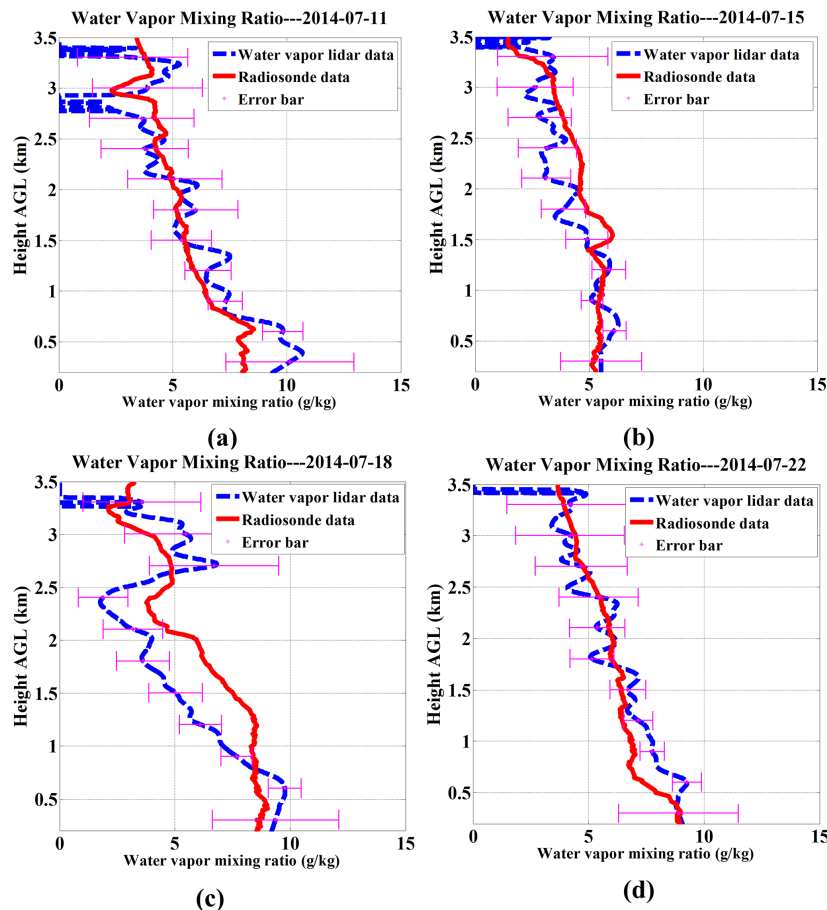 Water Vapor Mixing Ratio---2014-07-11
3.5
3
2.5
2
1.5
1
0.5
Height AGL (km)
Water vapor lidar data
Radiosonde data
Error bar
0
5
10
15
Water vapor mixing ratio (g/kg)
(a)
Water Vapor Mixing Ratio---2014-07-15
3.5
3
2.5
2
1.5
1
0.5
Height AGL (km)
Water vapor lidar data
Radiosonde data
Error bar
0
5
10
15
Water vapor mixing ratio (g/kg)
(b)
Water Vapor Mixing Ratio---2014-07-18
3.5
3
2.5
2
1.5
1
0.5
Height AGL (km)
Water vapor lidar data
Radiosonde data
Error bar
0
5
10
15
Water vapor mixing ratio (g/kg)
(c)
Water Vapor Mixing Ratio---2014-07-22
3.5
3
2.5
2
1.5
1
0.5
Height AGL (km)
Water vapor lidar data
Radiosonde data
Error bar
0
5
10
15
Water vapor mixing ratio (g/kg)
(d)